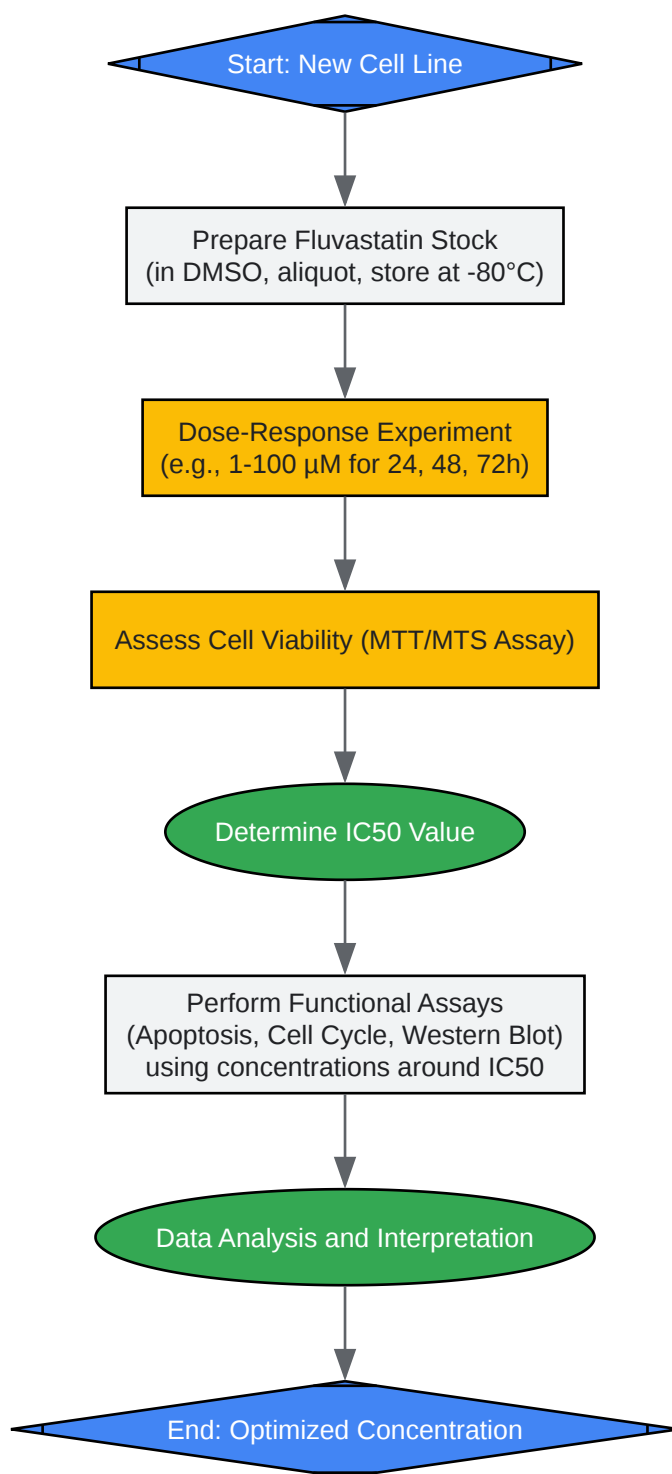 Start: New Cell Line
Prepare Fluvastatin Stock
(in DMSO, aliquot, store at -80°C)
Dose-Response Experiment
(e.g., 1-100 µM for 24, 48, 72h)
Assess Cell Viability (MTT/MTS Assay)
Determine IC50 Value
Perform Functional Assays
(Apoptosis, Cell Cycle, Western Blot)
using concentrations around IC50
Data Analysis and Interpretation
End: Optimized Concentration